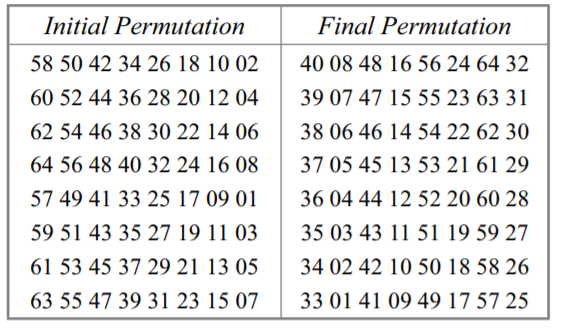 Initial Permutation Final Permutation
58 50 42 34 26 18 10 02 40 08 48 16 56 24 64 32
60 52 44 36 28 20 12 04 39 07 47 15 55 23 63 31
62 54 46 38 30 22 14 06 38 06 46 14 54 22 62 30
64 56 48 40 32 24 16 08 37 05 45 13 53 21 61 29
57 49 41 33 25 17 09 01 36 04 44 12 52 20 60 28
59 51 43 35 27 19 11 03 35 03 43 11 51 19 59 27
61 53 45 37 29 21 13 05 34 02 42 10 50 18 58 26
63 55 47 39 31 23 15 07 33 01 41 09 49 17 57 25